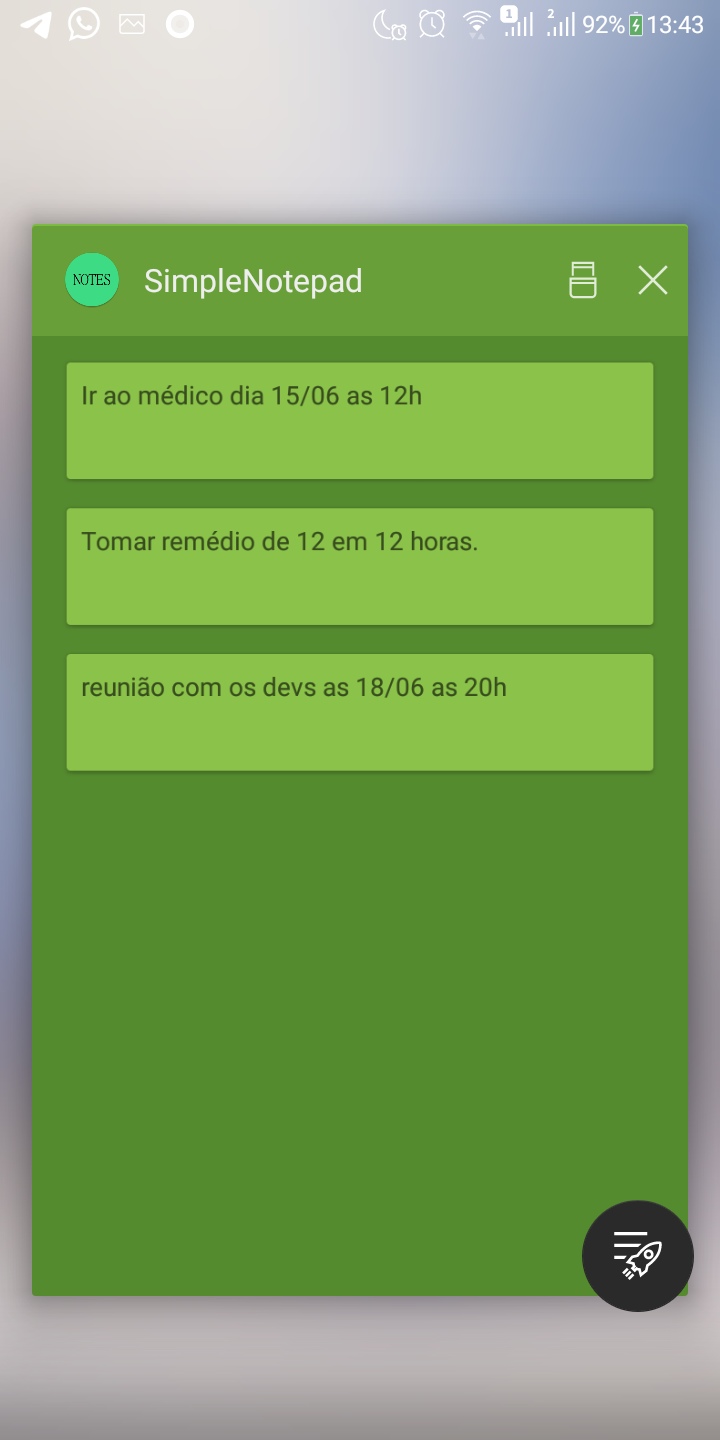 1 2 92% 13:43
NOTES SimpleNotepad
Ir ao médico dia 15/06 as 12h
Tomar remédio de 12 em 12 horas.
reunião com os devs as 18/06 as 20h